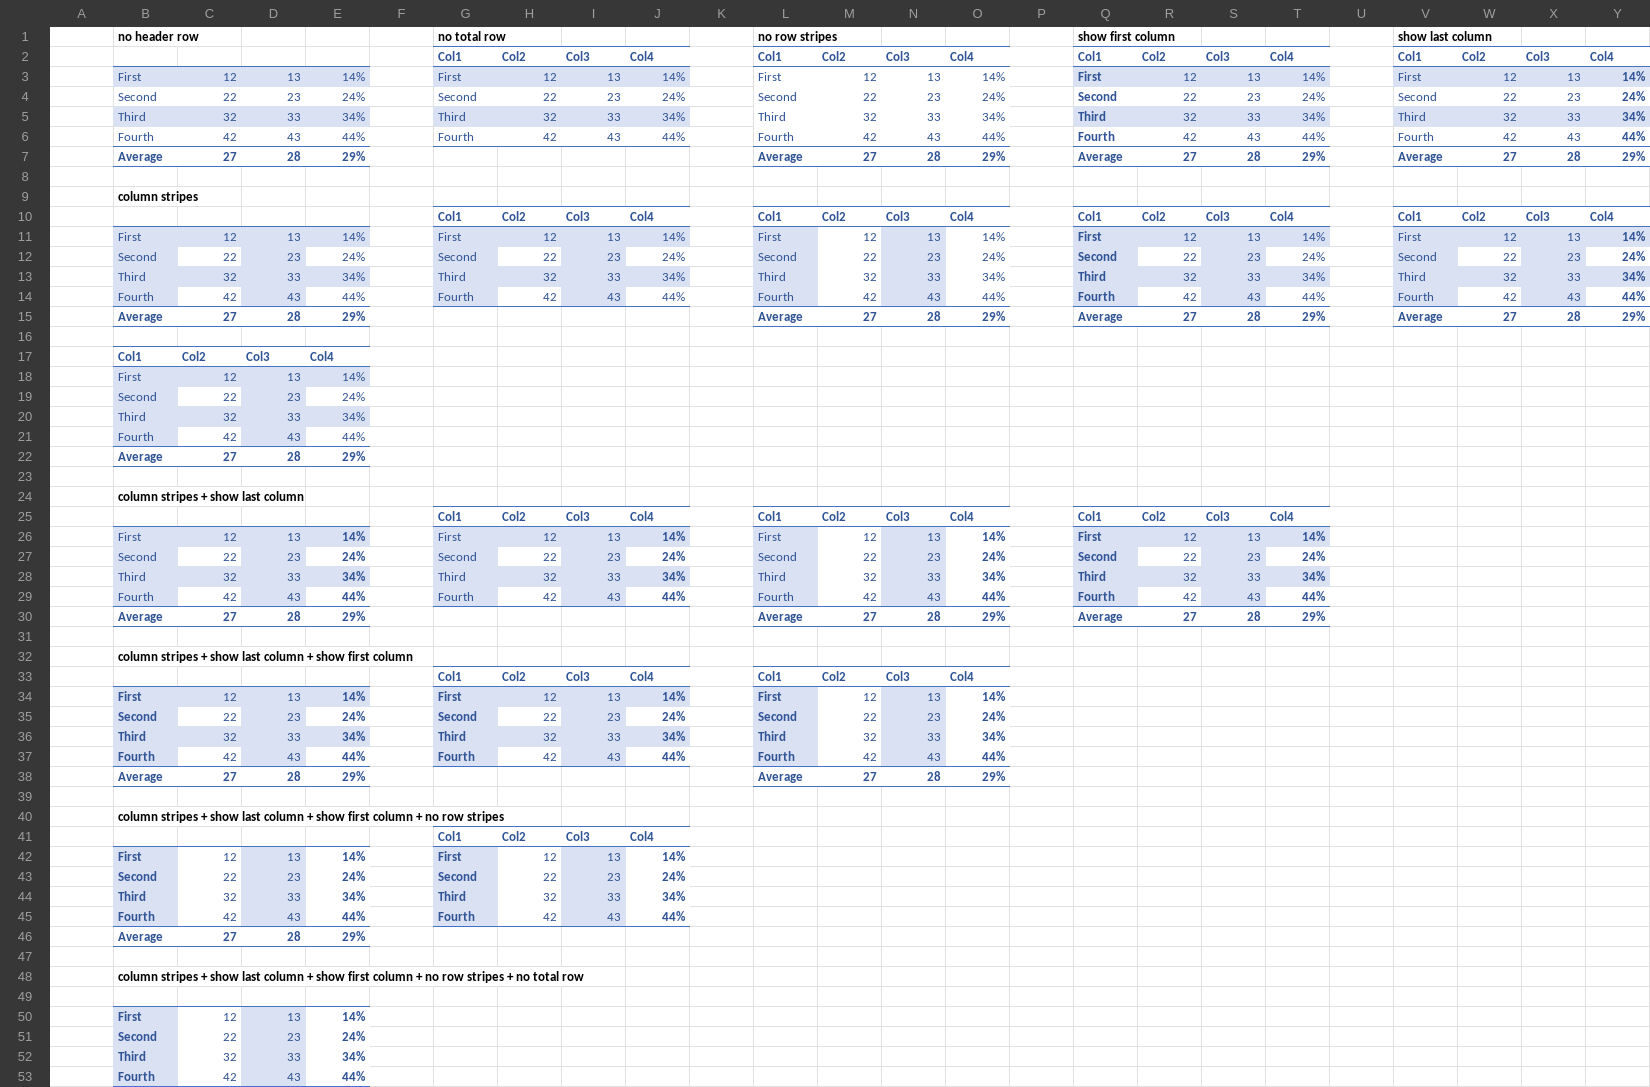 A B C D E F G H I J K L M N O P Q R S T U V W X Y
1 no header row no total row no row stripes show first column show last column
2 Col1 Col2 Col3 Col4 Col1 Col2 Col3 Col4 Col1 Col2 Col3 Col4 Col1 Col2 Col3 Col4
3 First 12 13 14% First 12 13 14% First 12 13 14% First 12 13 14% First 12 13 14%
4 Second 22 23 24% Second 22 23 24% Second 22 23 24% Second 22 23 24% Second 22 23 24%
5 Third 32 33 34% Third 32 33 34% Third 32 33 34% Third 32 33 34% Third 32 33 34%
6 Fourth 42 43 44% Fourth 42 43 44% Fourth 42 43 44% Fourth 42 43 44% Fourth 42 43 44%
7 Average 27 28 29% Average 27 28 29% Average 27 28 29% Average 27 28 29%
8
9 column stripes
10 Col1 Col2 Col3 Col4 Col1 Col2 Col3 Col4 Col1 Col2 Col3 Col4 Col1 Col2 Col3 Col4
11 First 12 13 14% First 12 13 14% First 12 13 14% First 12 13 14% First 12 13 14%
12 Second 22 23 24% Second 22 23 24% Second 22 23 24% Second 22 23 24% Second 22 23 24%
13 Third 32 33 34% Third 32 33 34% Third 32 33 34% Third 32 33 34% Third 32 33 34%
14 Fourth 42 43 44% Fourth 42 43 44% Fourth 42 43 44% Fourth 42 43 44% Fourth 42 43 44%
15 Average 27 28 29% Average 27 28 29% Average 27 28 29% Average 27 28 29%
16
17 Col1 Col2 Col3 Col4
18 First 12 13 14%
19 Second 22 23 24%
20 Third 32 33 34%
21 Fourth 42 43 44%
22 Average 27 28 29%
23
24 column stripes + show last column
25 Col1 Col2 Col3 Col4 Col1 Col2 Col3 Col4 Col1 Col2 Col3 Col4
26 First 12 13 14% First 12 13 14% First 12 13 14% First 12 13 14%
27 Second 22 23 24% Second 22 23 24% Second 22 23 24% Second 22 23 24%
28 Third 32 33 34% Third 32 33 34% Third 32 33 34% Third 32 33 34%
29 Fourth 42 43 44% Fourth 42 43 44% Fourth 42 43 44% Fourth 42 43 44%
30 Average 27 28 29% Average 27 28 29% Average 27 28 29%
31
32 column stripes + show last column + show first column
33 Col1 Col2 Col3 Col4 Col1 Col2 Col3 Col4
34 First 12 13 14% First 12 13 14% First 12 13 14%
35 Second 22 23 24% Second 22 23 24% Second 22 23 24%
36 Third 32 33 34% Third 32 33 34% Third 32 33 34%
37 Fourth 42 43 44% Fourth 42 43 44% Fourth 42 43 44%
38 Average 27 28 29% Average 27 28 29%
39
40 column stripes + show last column + show first column + no row stripes
41 Col1 Col2 Col3 Col4
42 First 12 13 14% First 12 13 14%
43 Second 22 23 24% Second 22 23 24%
44 Third 32 33 34% Third 32 33 34%
45 Fourth 42 43 44% Fourth 42 43 44%
46 Average 27 28 29%
47
48 column stripes + show last column + show first column + no row stripes + no total row
49
50 First 12 13 14%
51 Second 22 23 24%
52 Third 32 33 34%
53 Fourth 42 43 44%